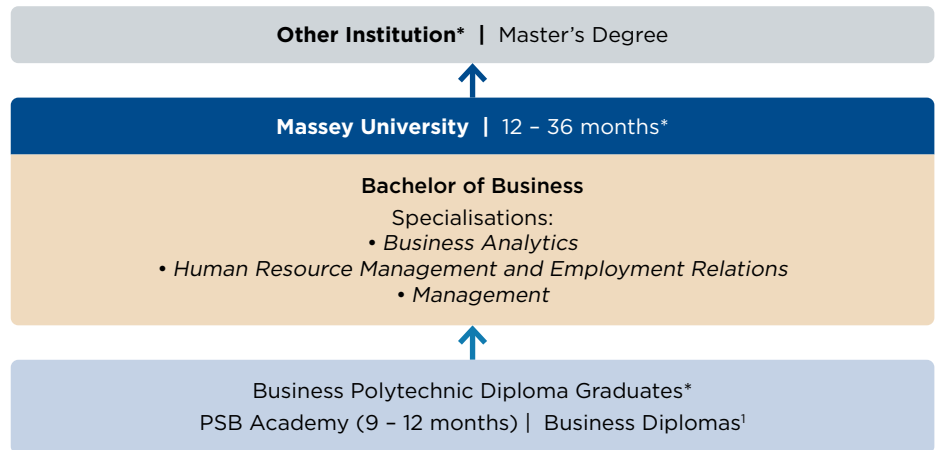 Other Institution* | Master’s Degree
Massey University | 12 – 36 months*
Bachelor of Business
Specialisations:
• Business Analytics
• Human Resource Management and Employment Relations
• Management
Business Polytechnic Diploma Graduates*
PSB Academy (9 – 12 months) | Business Diplomas¹